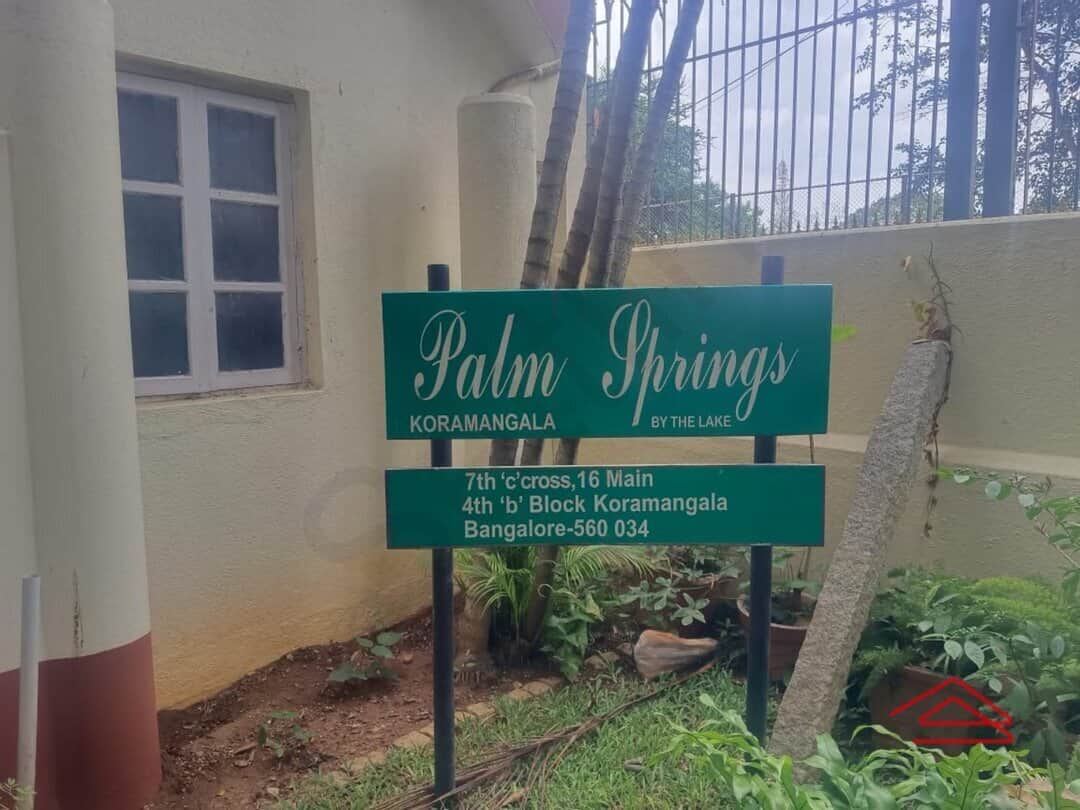 Palm Springs
KORAMANGALA BY THE LAKE
7th 'c'cross,16 Main
4th 'b' Block Koramangala
Bangalore-560 034